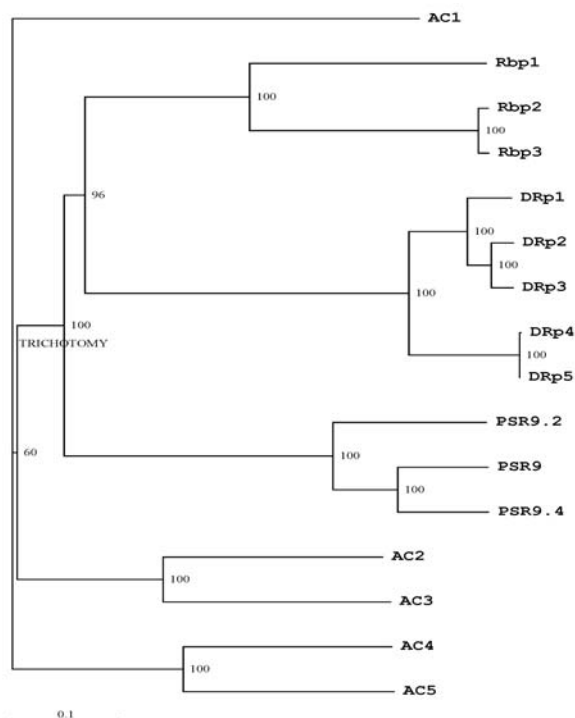 AC1
Rbp1
100
Rbp2
100
Rbp3
96
DRp1
100
DRp2
100
DRp3
100
100
TRICHOTOMY
DRp4
100
DRp5
PSR9.2
60
100
PSR9
100
PSR9.4
AC2
100
AC3
AC4
100
AC5
0.1